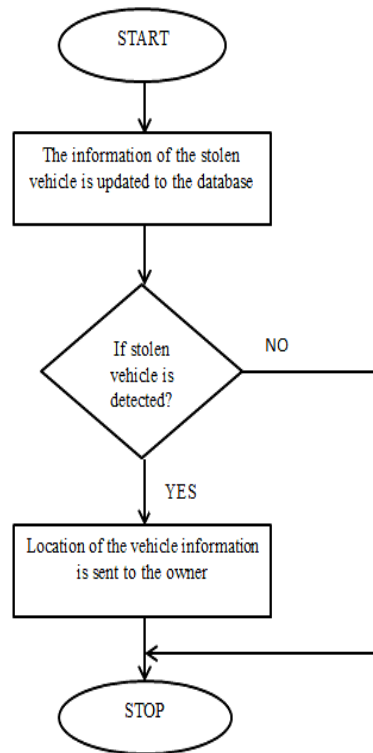 START
The information of the stolen
vehicle is updated to the database
If stolen
vehicle is
detected?
NO
YES
Location of the vehicle information
is sent to the owner
STOP